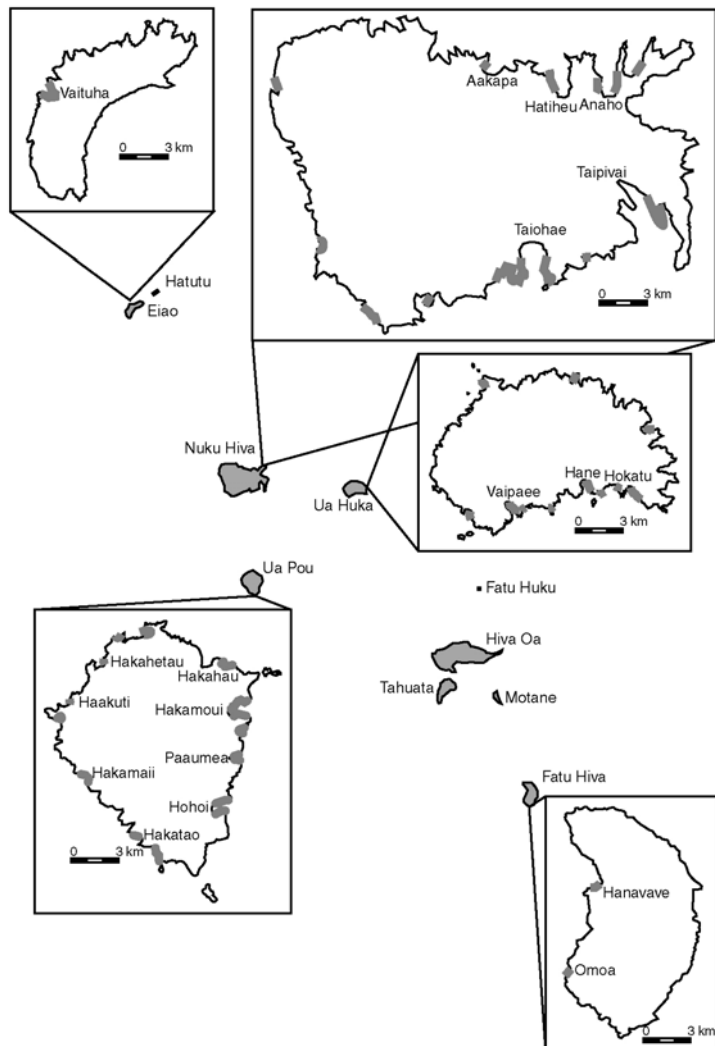 Vaituha
0 3 km
Aakapa
Hatiheu
Anaho
Taipivai
Taiohae
0 3 km
Hatutu
Eiao
Nuku Hiva
Ua Huka
Hane
Hokatu
Vaipaee
0 3 km
Ua Pou
Fatu Huku
Hiva Oa
Tahuata
Motane
Hakahetau
Hakahau
Haakuti
Hakamoui
Paaumea
Hakamaii
Hohoi
Hakatao
0 3 km
Fatu Hiva
Hanavave
Omoa
0 3 km